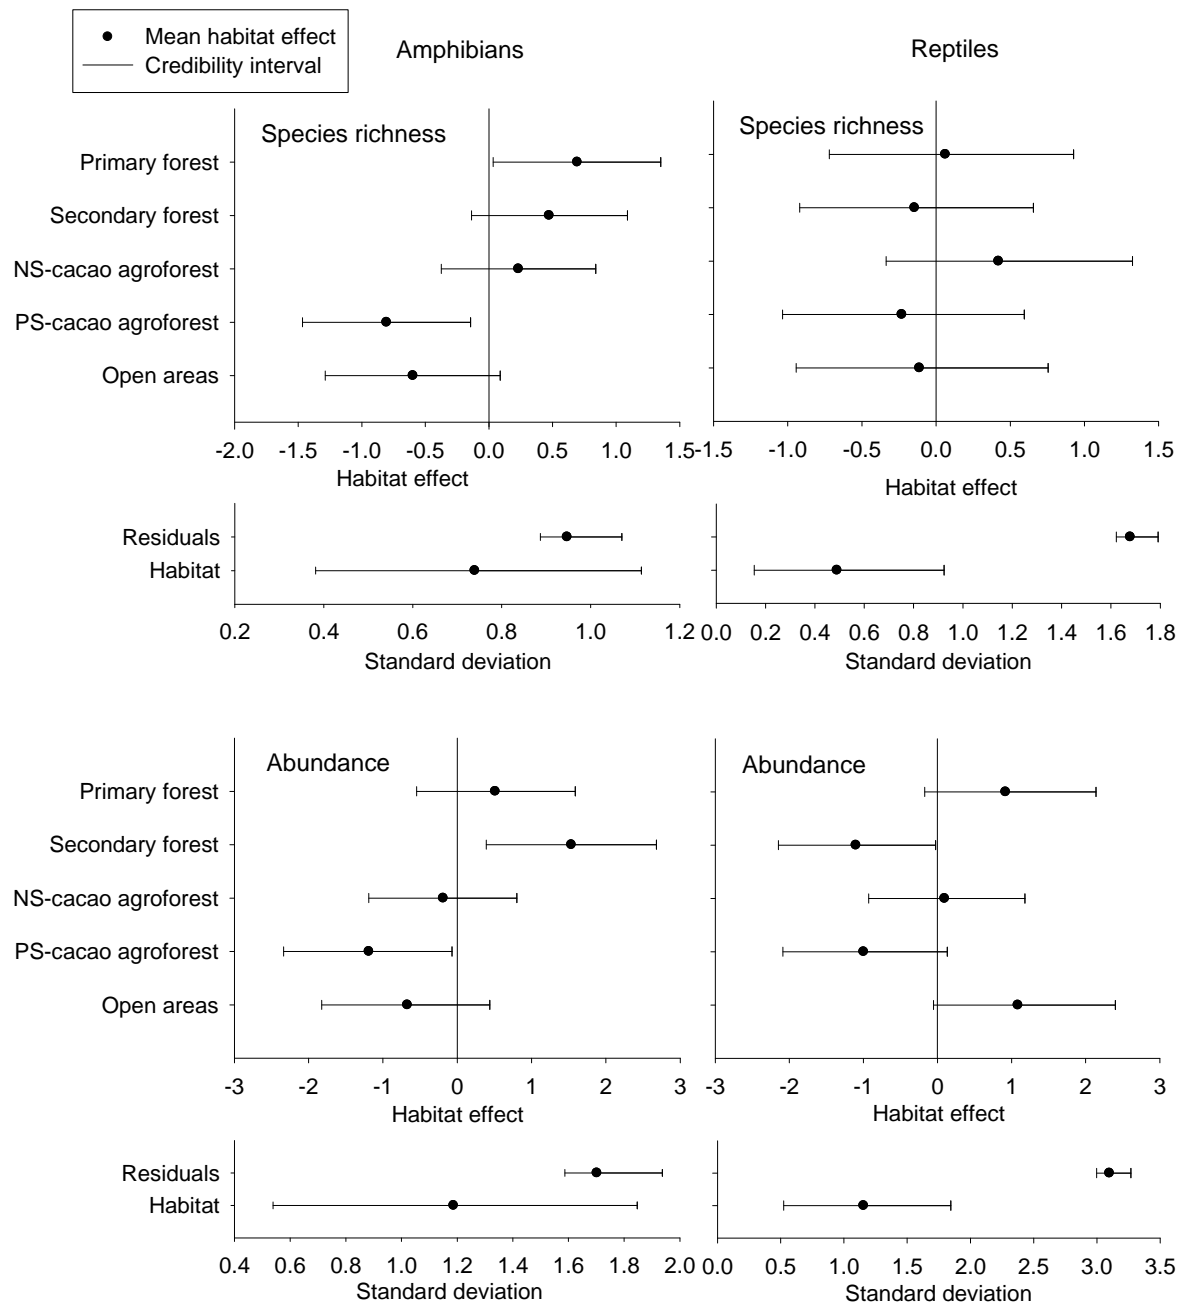 Mean habitat effect
Credibility interval
Amphibians
Reptiles
Species richness
Species richness
Primary forest
Secondary forest
NS-cacao agroforest
PS-cacao agroforest
Open areas
-2.0 -1.5 -1.0 -0.5 0.0 0.5 1.0 1.5
-1.5 -1.0 -0.5 0.0 0.5 1.0 1.5
Habitat effect
Habitat effect
Residuals
Habitat
0.2 0.4 0.6 0.8 1.0 1.2
0.0 0.2 0.4 0.6 0.8 1.0 1.2 1.4 1.6 1.8
Standard deviation
Standard deviation
Abundance
Abundance
Primary forest
Secondary forest
NS-cacao agroforest
PS-cacao agroforest
Open areas
-3 -2 -1 0 1 2 3
-3 -2 -1 0 1 2 3
Habitat effect
Habitat effect
Residuals
Habitat
0.4 0.6 0.8 1.0 1.2 1.4 1.6 1.8 2.0
0.0 0.5 1.0 1.5 2.0 2.5 3.0 3.5
Standard deviation
Standard deviation